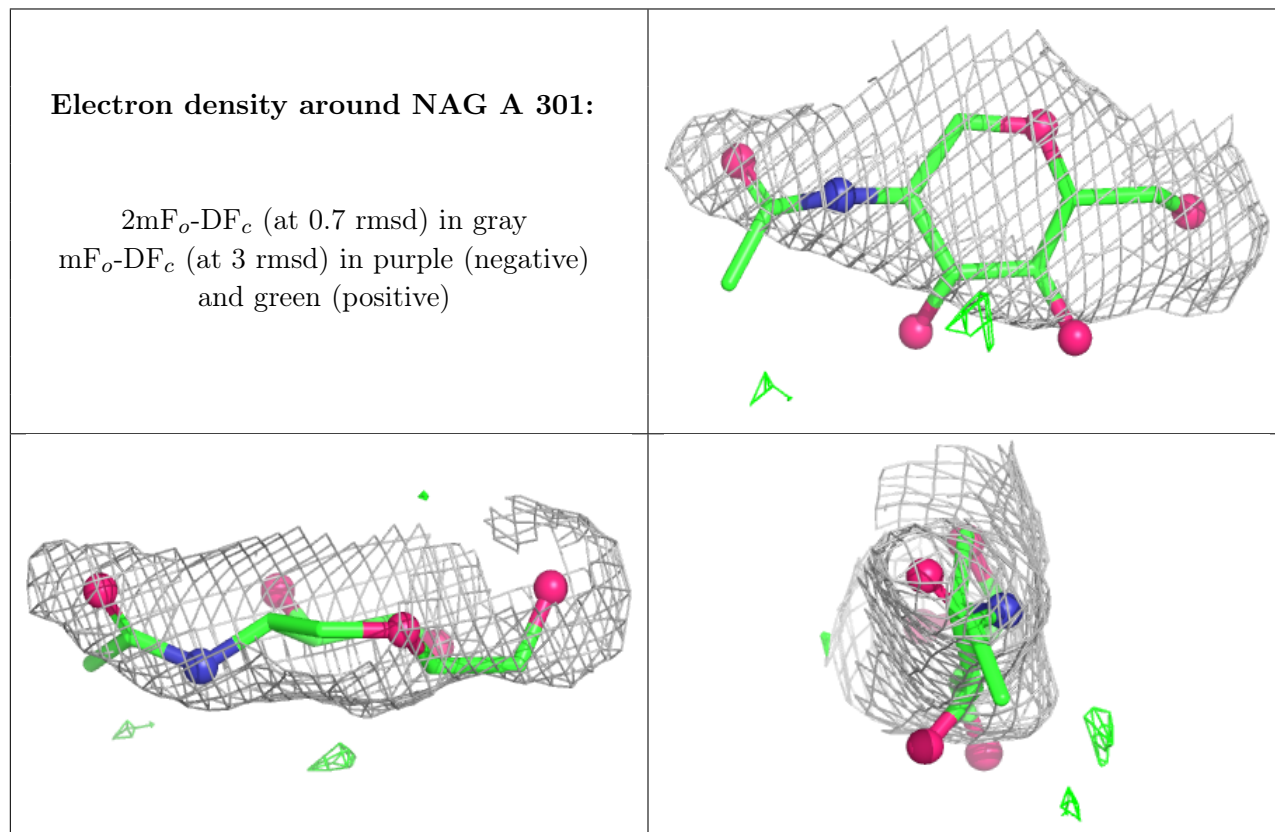 Electron density around NAG A 301:
2mFo-DFc (at 0.7 rmsd) in gray
mFo-DFc (at 3 rmsd) in purple (negative)
and green (positive)